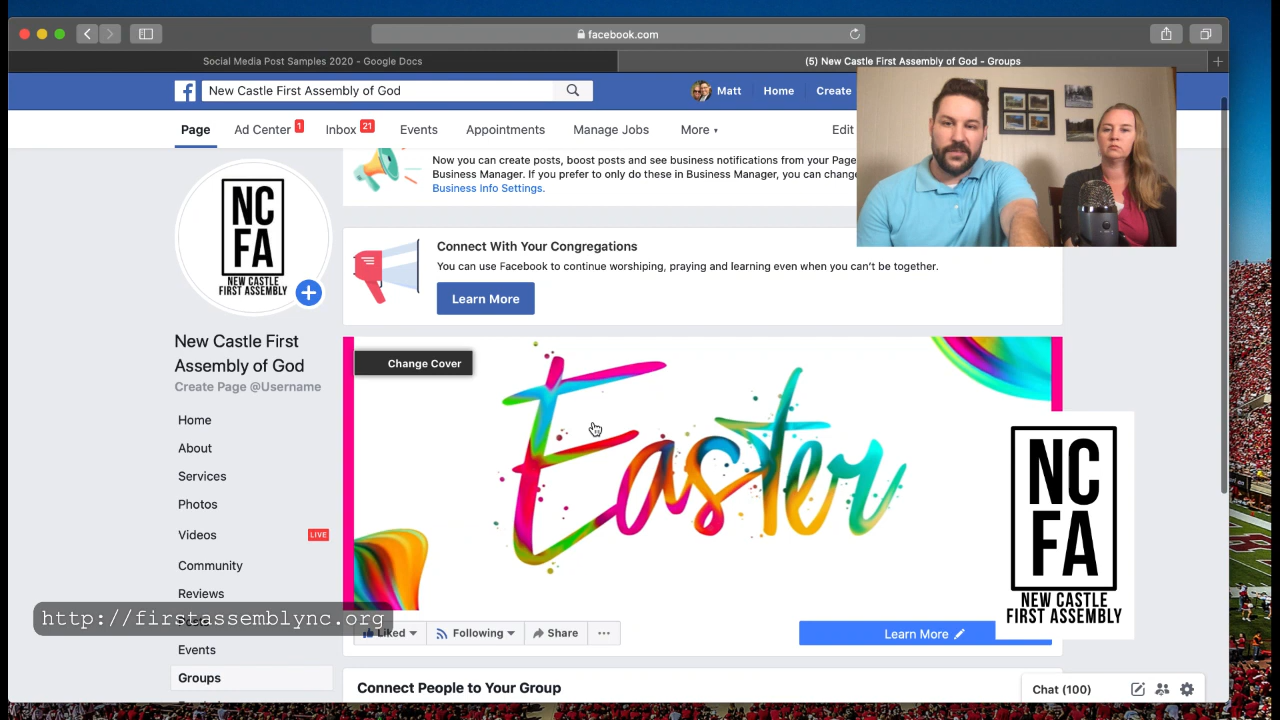 facebook.com
Social Media Post Samples 2020 - Google Docs
(5) New Castle First Assembly of God - Groups
New Castle First Assembly of God
Matt
Home
Create
Page
Ad Center 1
Inbox 21
Events
Appointments
Manage Jobs
More
Edit
Now you can create posts, boost posts and see business notifications from your Page
Business Manager. If you prefer to only do these in Business Manager, you can change
Business Info Settings.
NC
FA
NEW CASTLE
FIRST ASSEMBLY
Connect With Your Congregations
You can use Facebook to continue worshiping, praying and learning even when you can't be together.
Learn More
New Castle First
Assembly of God
Create Page @Username
Change Cover
Easter
Home
About
Services
Photos
Videos LIVE
Community
Reviews
http://firstassemblync.org
Events
Groups
Liked
Following
Share
Learn More
NC
FA
NEW CASTLE
FIRST ASSEMBLY
Connect People to Your Group
Chat (100)